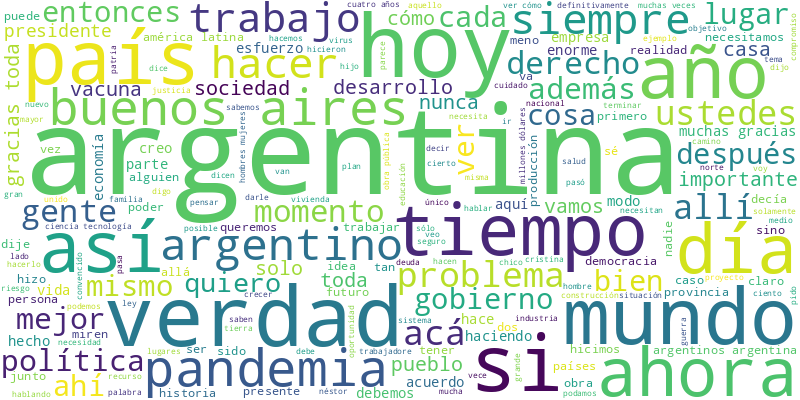 puede entonces trabajo cuatro años aquello ver cómo definitivamente muchas veces
presidente américa latina hacemos virus cómo cada siempre empresa objetivo lugar
país esfuerzo hicieron hoy meno enorme necesitamos ejemplo compromiso
patria hacer dice parece derecho realidad casa tema dijo
gracias toda vacuna sociedad hijo va año
nuevo justicia desarrollo nunca además cuidado
mayor buenos aires sabemos necesita cosa nacional primero terminar ustedes
vez economía hombres mujeres decir ver ir millones dólares producción camino muchas gracias
argentina
creo dicen cierto plan salud sé norte voy después
parte van misma pasó decía importante
gran alguien digo obra pública educación solamente
unido familia vivienda único aquí modo necesitan medio
gente poder pensar darle momento hablar vamos nadie sino allí
ciencia tecnología queremos trabajar sólo tiempo
dije posible veo democracia día
lado así allá argentino seguro
hacerlo pasa idea deuda hacen chico cristina hombre caso claro pido
riesgo hizo convencido mismo quiero solo tan problema bien proyecto
vida podemos crecer toda gobierno construcción situación provincia ciento
persona ley saben futuro sistema hace dos industria guerra
mejor miren tierra verdad oportunidad acá haciendo si mundo
hecho necesidad ser sido debe trabajadore tener hicimos países argentinos argentina
política lugares pandemia pueblo vece obra ahora
junto ahí recurso historia presente acuerdo grande
hablando palabra néstor debemos mucha podamos